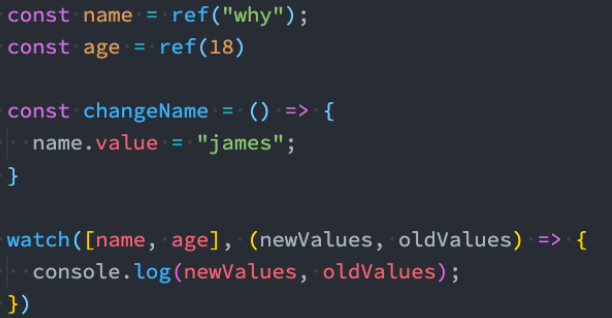 const name = ref("why");
const age = ref(18)
const changeName = () => {
name.value = "james";
}
watch([name, age], (newValues, oldValues) => {
console.log(newValues, oldValues);
})